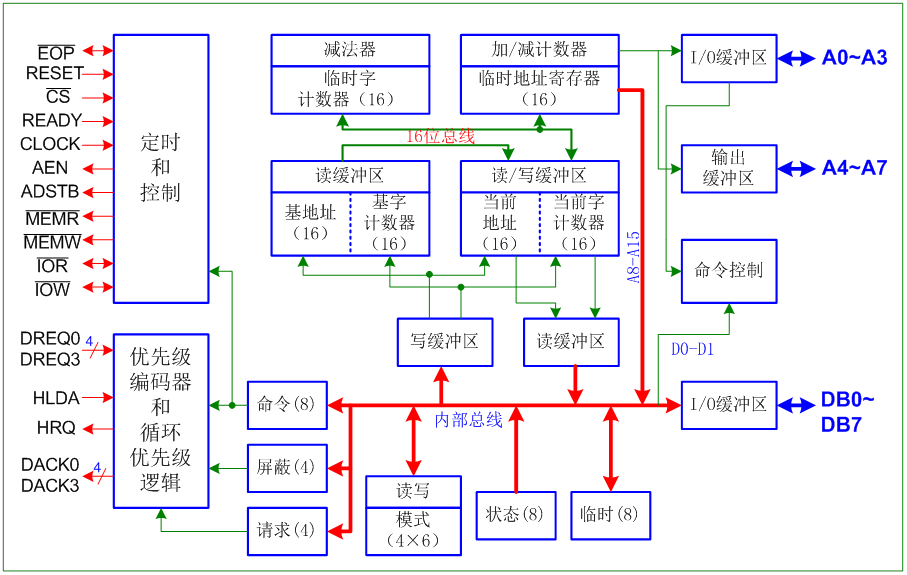 EOP
RESET
CS
READY
CLOCK
AEN
ADSTB
MEMR
MEMW
IOR
IOW
定时
和
控制
DREQ0
4
DREQ3
HLDA
HRQ
DACK0
4
DACK3
优先级
编码器
和
循环
优先级
逻辑
减法器
临时字
计数器(16)
加/减计数器
临时地址寄存器
(16)
16位总线
读缓冲区
基地址
(16)
基字
计数器
(16)
读/写缓冲区
当前
地址
(16)
当前字
计数器
(16)
写缓冲区
读缓冲区
命令(8)
屏蔽(4)
请求(4)
内部总线
读写
模式
(4×6)
状态(8)
临时(8)
A8-A15
D0-D1
I/O缓冲区
A0~A3
输出
缓冲区
A4~A7
命令控制
I/O缓冲区
DB0~
DB7